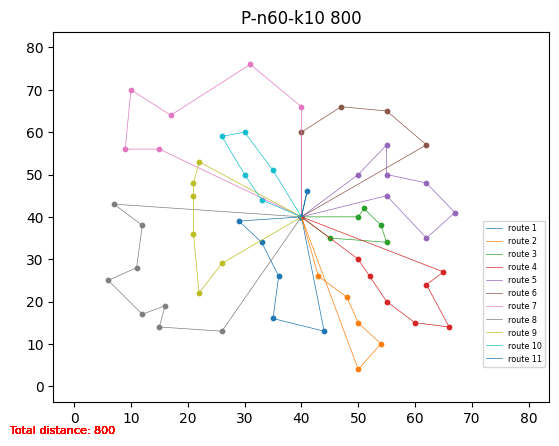 P-n60-k10 800
80
70
60
50
40
30
20
10
0
route 1
route 2
route 3
route 4
route 5
route 6
route 7
route 8
route 9
route 10
route 11
0 10 20 30 40 50 60 70 80
Total distance: 800